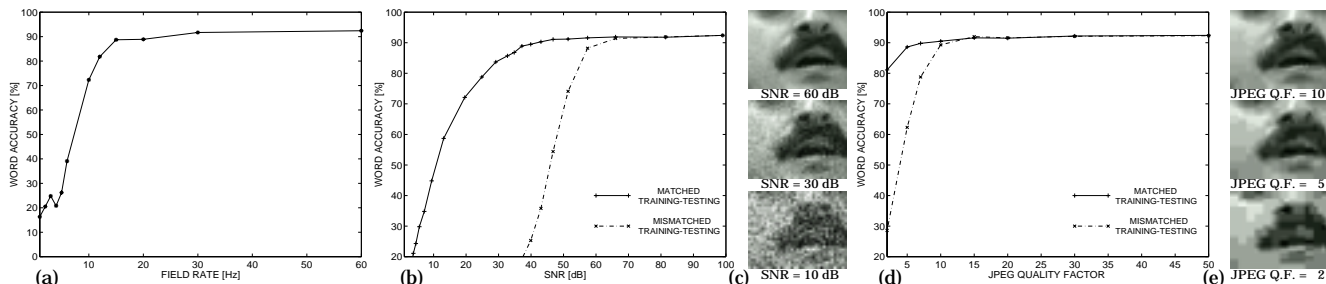 100
90
80
70
60
50
40
30
20
10
0
WORD ACCURACY [%]
10 20 30 40 50 60
FIELD RATE [Hz]
(a)
100
90
80
70
60
50
40
30
20
WORD ACCURACY [%]
MATCHED
TRAINING-TESTING
MISMATCHED
TRAINING-TESTING
10 20 30 40 50 60 70 80 90 100
SNR [dB]
(b)
SNR = 60 dB
SNR = 30 dB
SNR = 10 dB
(c)
100
90
80
70
60
50
40
30
20
WORD ACCURACY [%]
MATCHED
TRAINING-TESTING
MISMATCHED
TRAINING-TESTING
5 10 15 20 25 30 35 40 45 50
JPEG QUALITY FACTOR
(d)
JPEG Q.F. = 10
JPEG Q.F. = 5
JPEG Q.F. = 2
(e)